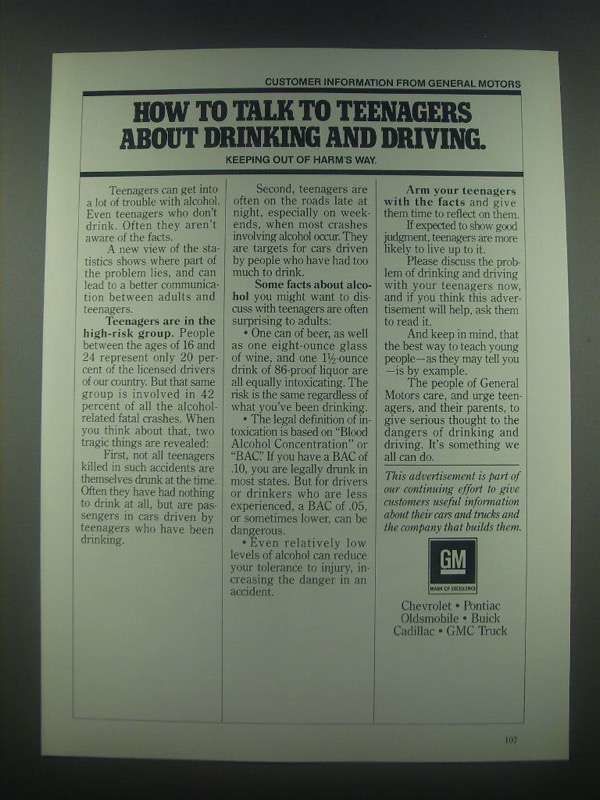 CUSTOMER INFORMATION FROM GENERAL MOTORS
HOW TO TALK TO TEENAGERS
ABOUT DRINKING AND DRIVING.
KEEPING OUT OF HARM'S WAY.
Teenagers can get into
a lot of trouble with alcohol.
Even teenagers who don't
drink. Often they aren't
aware of the facts.
A new view of the sta-
tistics shows where part of
the problem lies, and can
lead to a better communica-
tion between adults and
teenagers.
Teenagers are in the
high-risk group. People
between the ages of 16 and
24 represent only 20 per-
cent of the licensed drivers
of our country. But that same
group is involved in 42
percent of all the alcohol-
related fatal crashes. When
you think about that, two
tragic things are revealed:
First, not all teenagers
killed in such accidents are
themselves drunk at the time.
Often they have had nothing
to drink at all, but are pas-
sengers in cars driven by
teenagers who have been
drinking.
Second, teenagers are
often on the roads late at
night, especially on week-
ends, when most crashes
involving alcohol occur. They
are targets for cars driven
by people who have had too
much to drink.
Some facts about alco-
hol you might want to dis-
cuss with teenagers are often
surprising to adults:
• One can of beer, as well
as one eight-ounce glass
of wine, and one 1½-ounce
drink of 86-proof liquor are
all equally intoxicating. The
risk is the same regardless of
what you've been drinking.
• The legal definition of in-
toxication is based on "Blood
Alcohol Concentration" or
"BAC." If you have a BAC of
.10, you are legally drunk in
most states. But for drivers
or drinkers who are less
experienced, a BAC of .05,
or sometimes lower, can be
dangerous.
• Even relatively low
levels of alcohol can reduce
your tolerance to injury, in-
creasing the danger in an
accident.
Arm your teenagers
with the facts and give
them time to reflect on them.
If expected to show good
judgment, teenagers are more
likely to live up to it.
Please discuss the prob-
lem of drinking and driving
with your teenagers now,
and if you think this adver-
tisement will help, ask them
to read it.
And keep in mind, that
the best way to teach young
people—as they may tell you
—is by example.
The people of General
Motors care, and urge teen-
agers, and their parents, to
give serious thought to the
dangers of drinking and
driving. It's something we
all can do.
This advertisement is part of
our continuing effort to give
customers useful information
about their cars and trucks and
the company that builds them.
GM
MARK OF EXCELLENCE
Chevrolet • Pontiac
Oldsmobile • Buick
Cadillac • GMC Truck
107